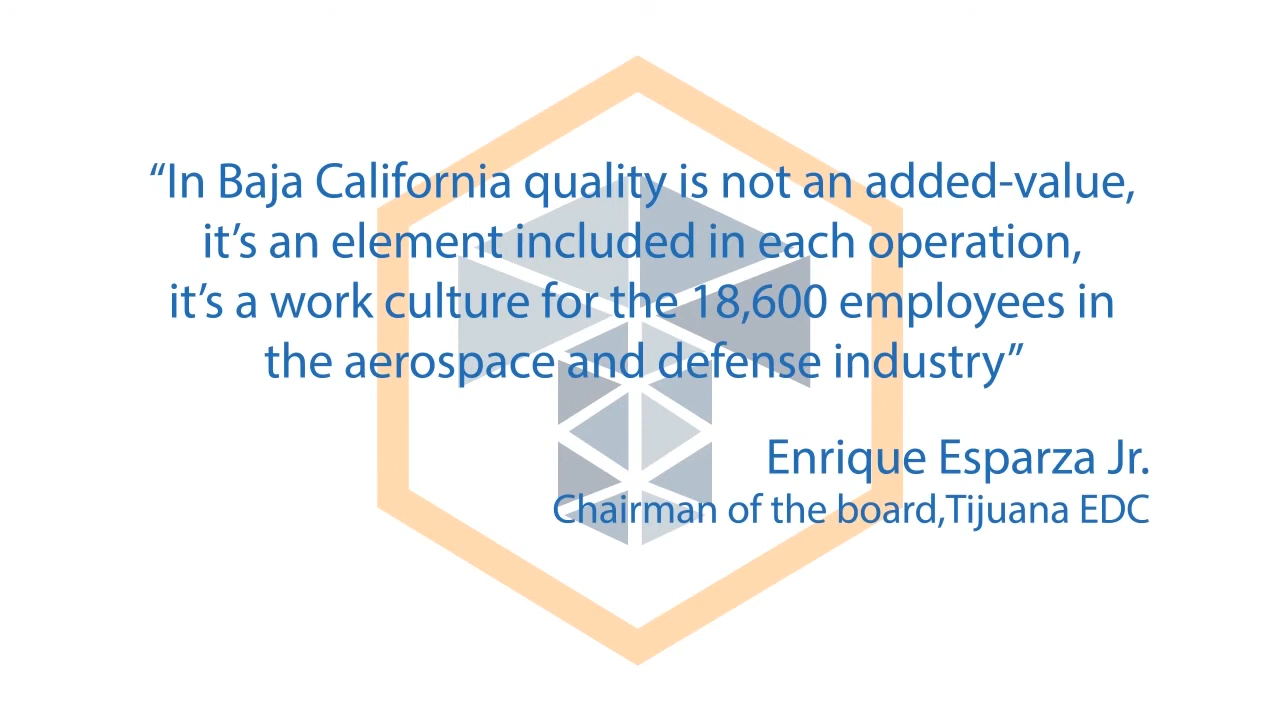 “In Baja California quality is not an added-value,
it’s an element included in each operation,
it’s a work culture for the 18,600 employees in
the aerospace and defense industry”
Enrique Esparza Jr.
Chairman of the board,Tijuana EDC